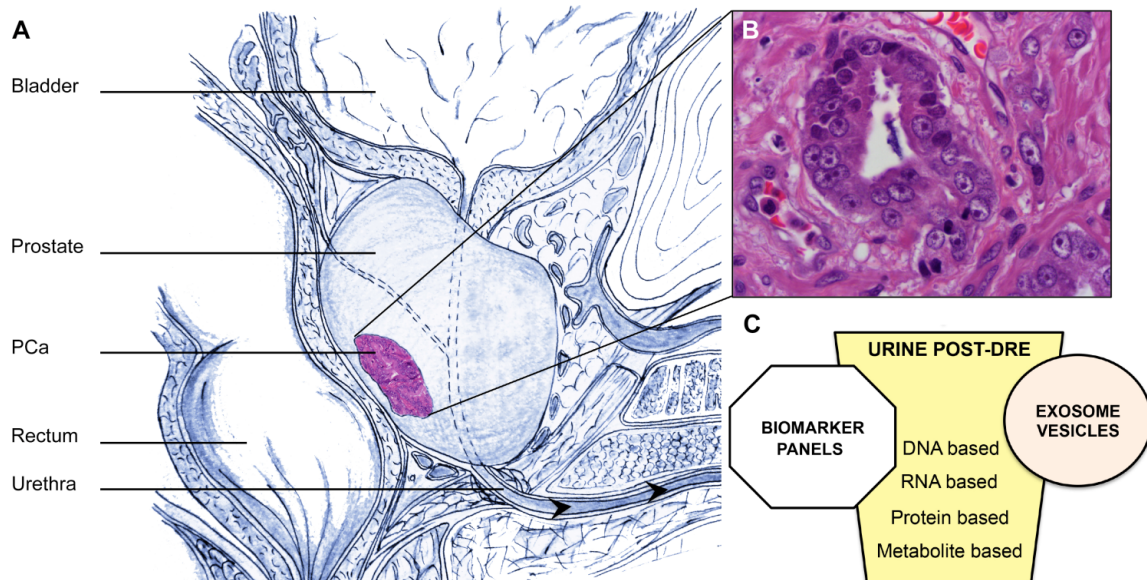 A
Bladder
Prostate
PCa
Rectum
Urethra
B
C
URINE POST-DRE
BIOMARKER
PANELS
EXOSOME
VESICLES
DNA based
RNA based
Protein based
Metabolite based